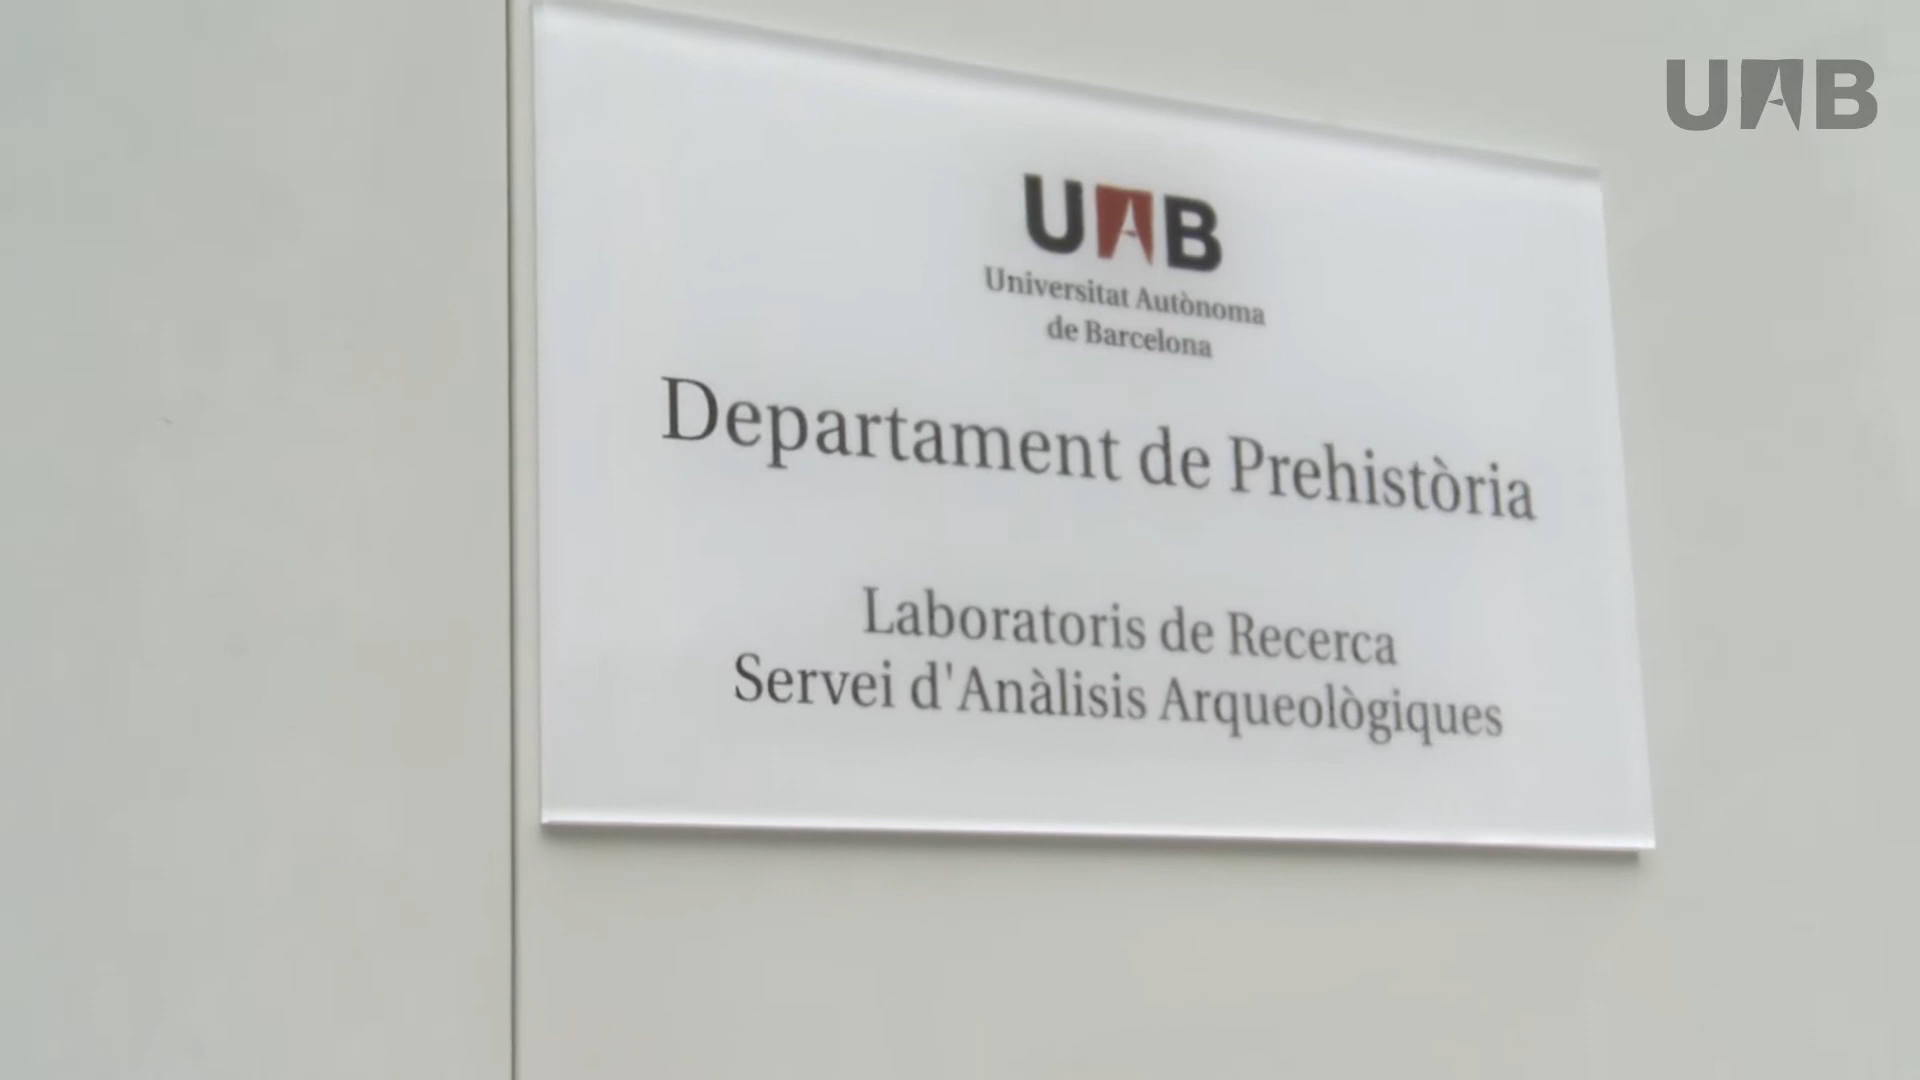 UAB
UAB
Universitat Autònoma
de Barcelona
Departament de Prehistòria
Laboratoris de Recerca
Servei d'Anàlisis Arqueològiques